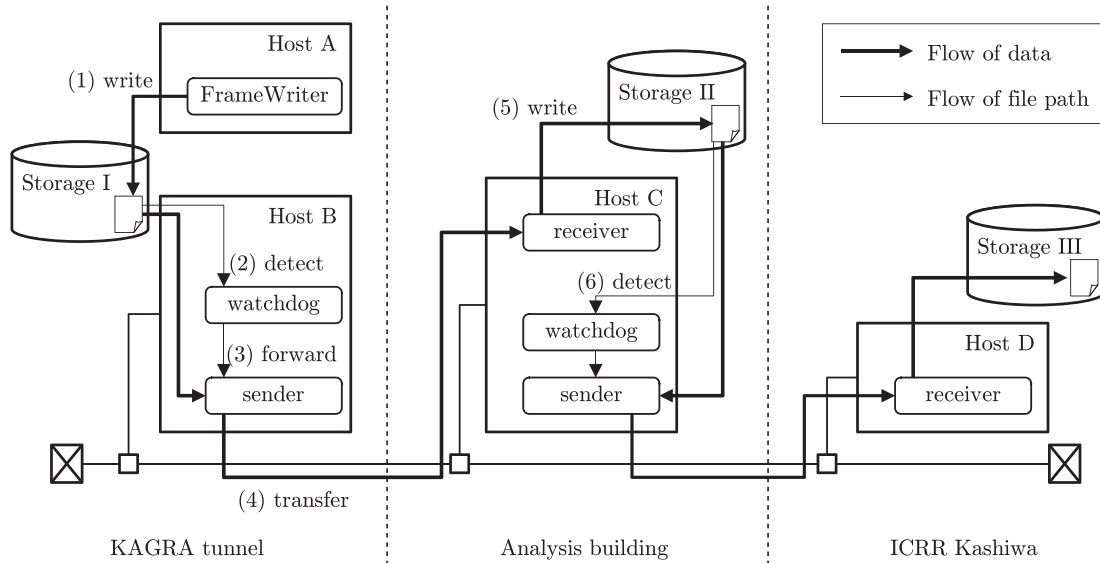 Host A
(1) write
FrameWriter
Storage I
Host B
(2) detect
watchdog
(3) forward
sender
(4) transfer
KAGRA tunnel
Storage II
(5) write
Host C
receiver
(6) detect
watchdog
sender
Analysis building
Flow of data
Flow of file path
Storage III
Host D
receiver
ICRR Kashiwa